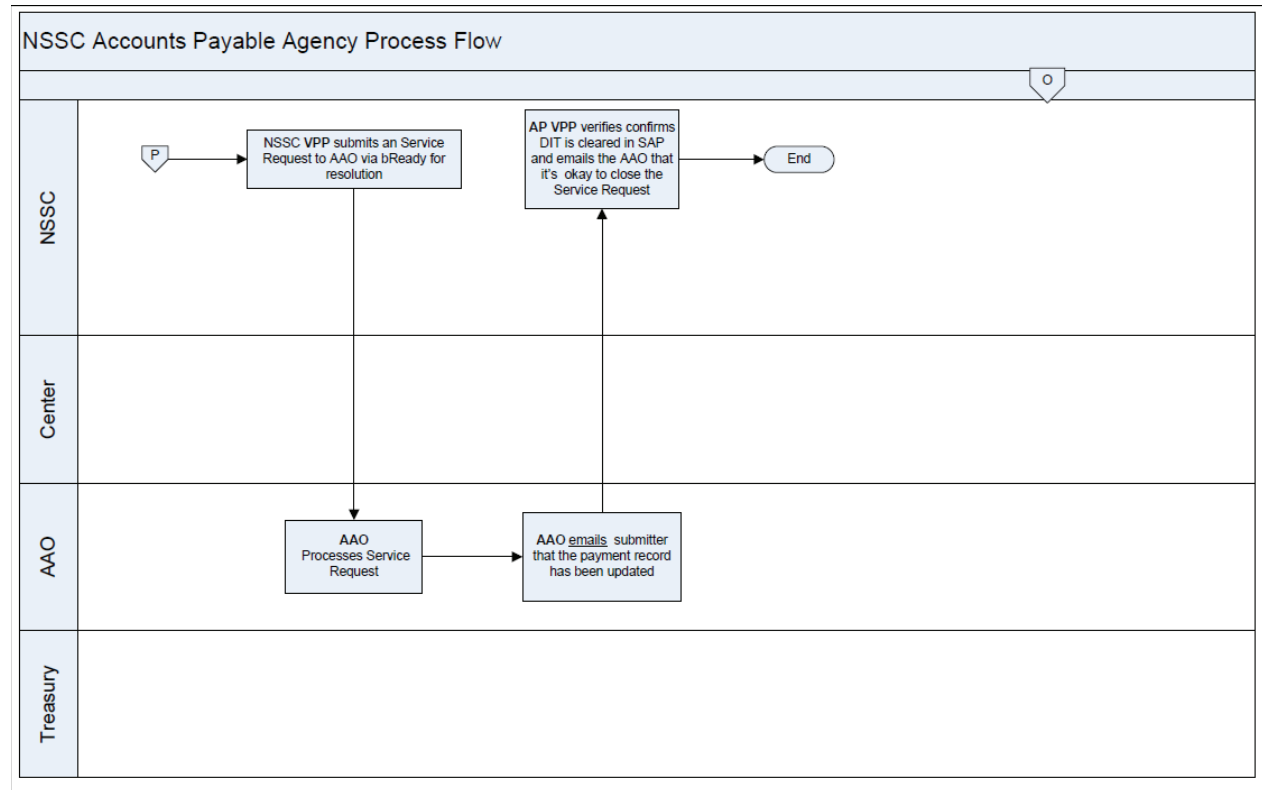 NSSC Accounts Payable Agency Process Flow
O
NSSC
P
NSSC VPP submits an Service
Request to AAO via bReady for
resolution
AP VPP verifies confirms
DIT is cleared in SAP
and emails the AAO that
it's okay to close the
Service Request
End
Center
AAO
AAO
Processes Service
Request
AAO emails submitter
that the payment record
has been updated
Treasury